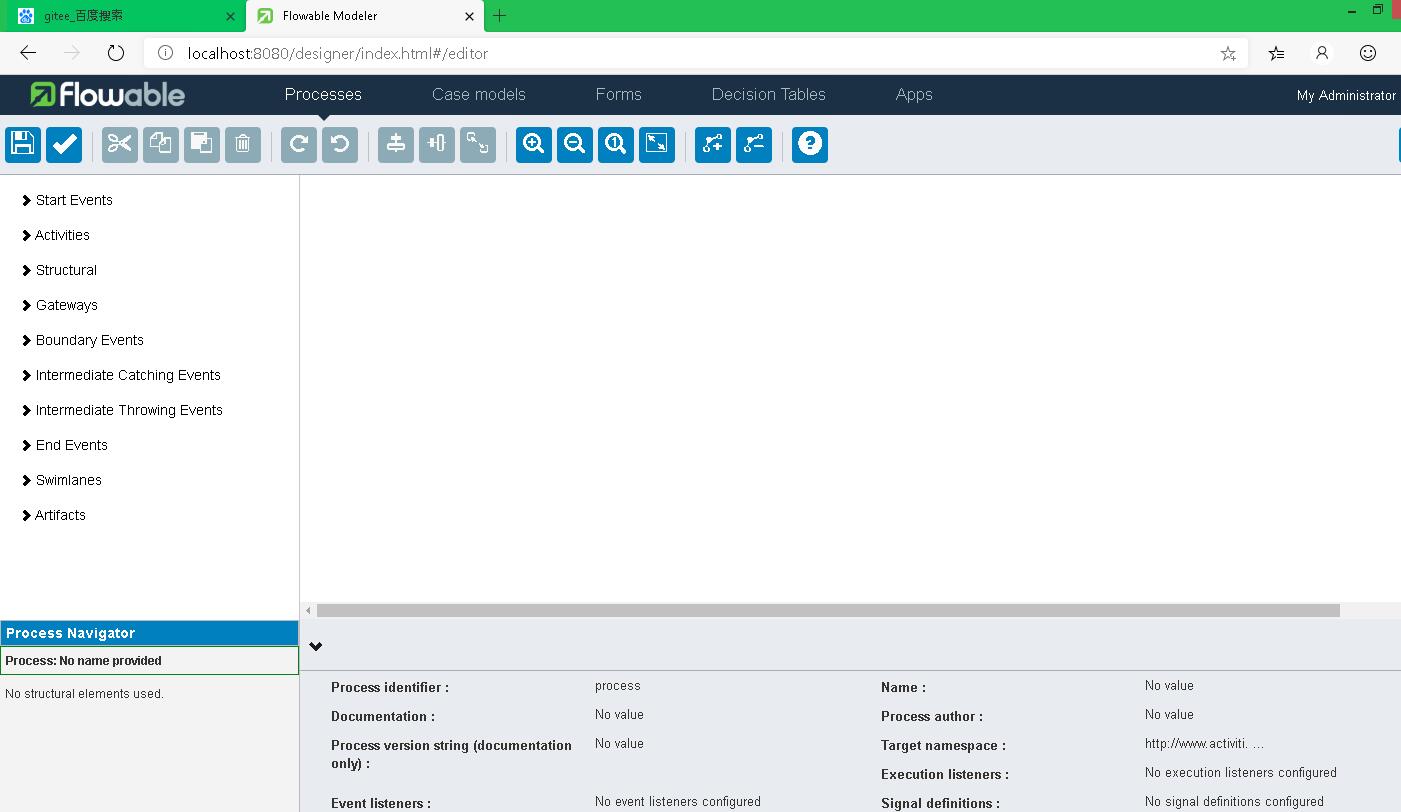 gitee_百度搜索
Flowable Modeler
localhost:8080/designer/index.html#/editor
flowable
Processes
Case models
Forms
Decision Tables
Apps
My Administrator
Start Events
Activities
Structural
Gateways
Boundary Events
Intermediate Catching Events
Intermediate Throwing Events
End Events
Swimlanes
Artifacts
Process Navigator
Process: No name provided
No structural elements used.
Process identifier : process
Name : No value
Documentation : No value
Process author : No value
Process version string (documentation
only) :
No value
Target namespace : http://www.activiti. ...
Execution listeners : No execution listeners configured
Event listeners : No event listeners configured
Signal definitions : No signal definitions configured